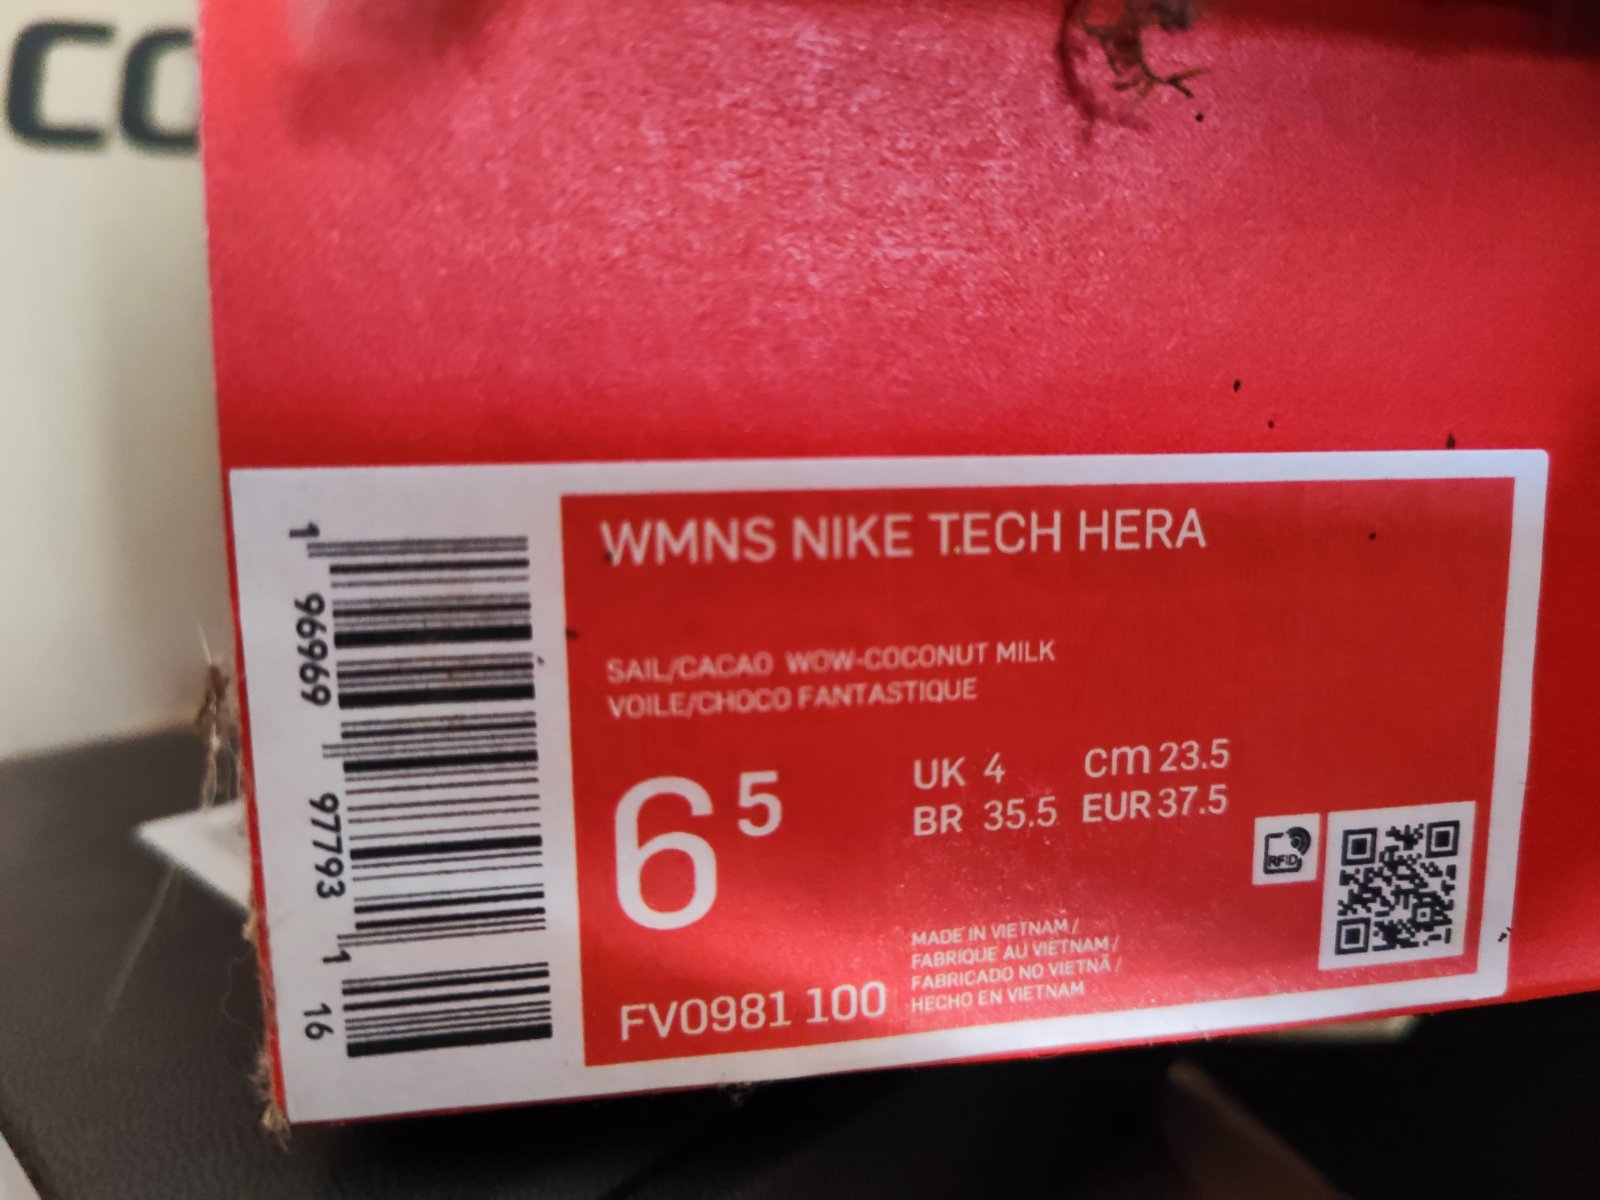 CO
WMNS NIKE TECH HERA
SAIL/CACAO WOW-COCONUT MILK
VOILE/CHOCO FANTASTIQUE
6 5
UK 4 cm 23.5
BR 35.5 EUR 37.5
RFID
MADE IN VIETNAM /
FABRIQUE AU VIETNAM /
FABRICADO NO VIETNÃ /
HECHO EN VIETNAM
FV0981 100
1 96969 97793 1 16